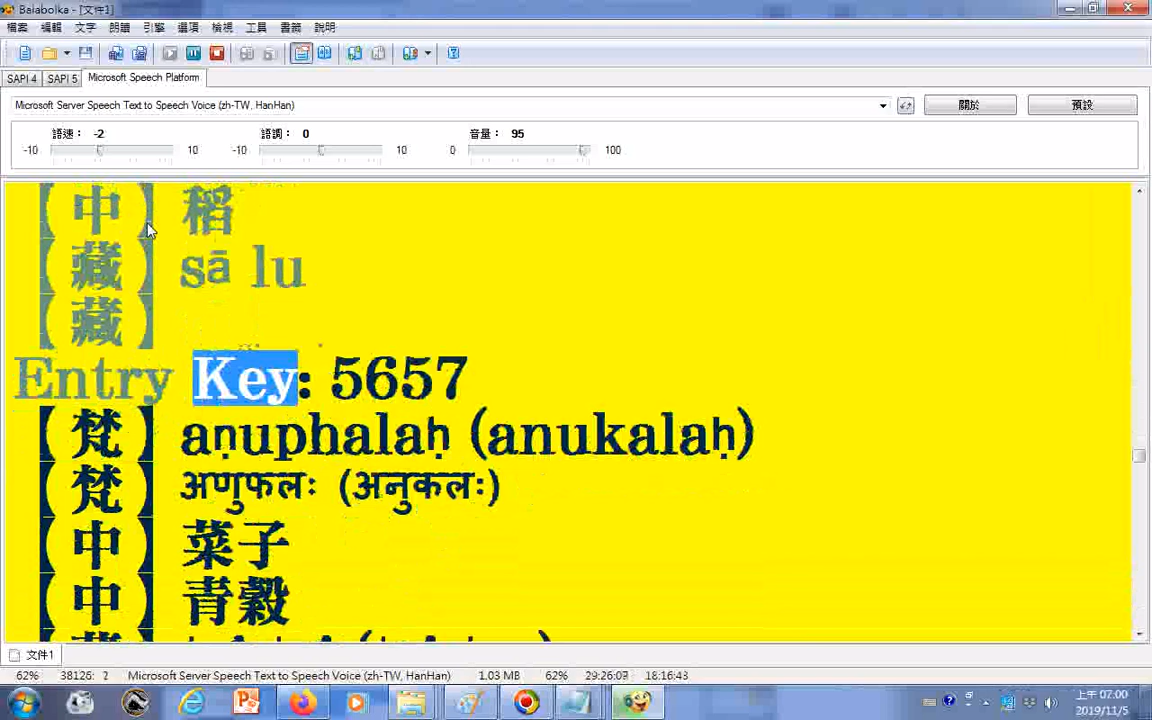 Balabolka - [文件1]
檔案 編輯 文字 朗讀 引擎 選項 檢視 工具 書籤 說明
SAPI 4 SAPI 5 Microsoft Speech Platform
Microsoft Server Speech Text to Speech Voice (zh-TW, HanHan) 關於 預設
語速： -2 語調： 0 音量： 95
-10 10 -10 10 0 100
【中】 稻
【藏】 sā lu
【藏】
Entry Key: 5657
【梵】 aṇuphalaḥ (anukalaḥ)
【梵】 अणुफलः (अनुकलः)
【中】 菜子
【中】 青穀
文件1
62% 38126: 2 Microsoft Server Speech Text to Speech Voice (zh-TW, HanHan) 1.03 MB 62% 29:26:07 18:16:43
上午 07:00
2019/11/5